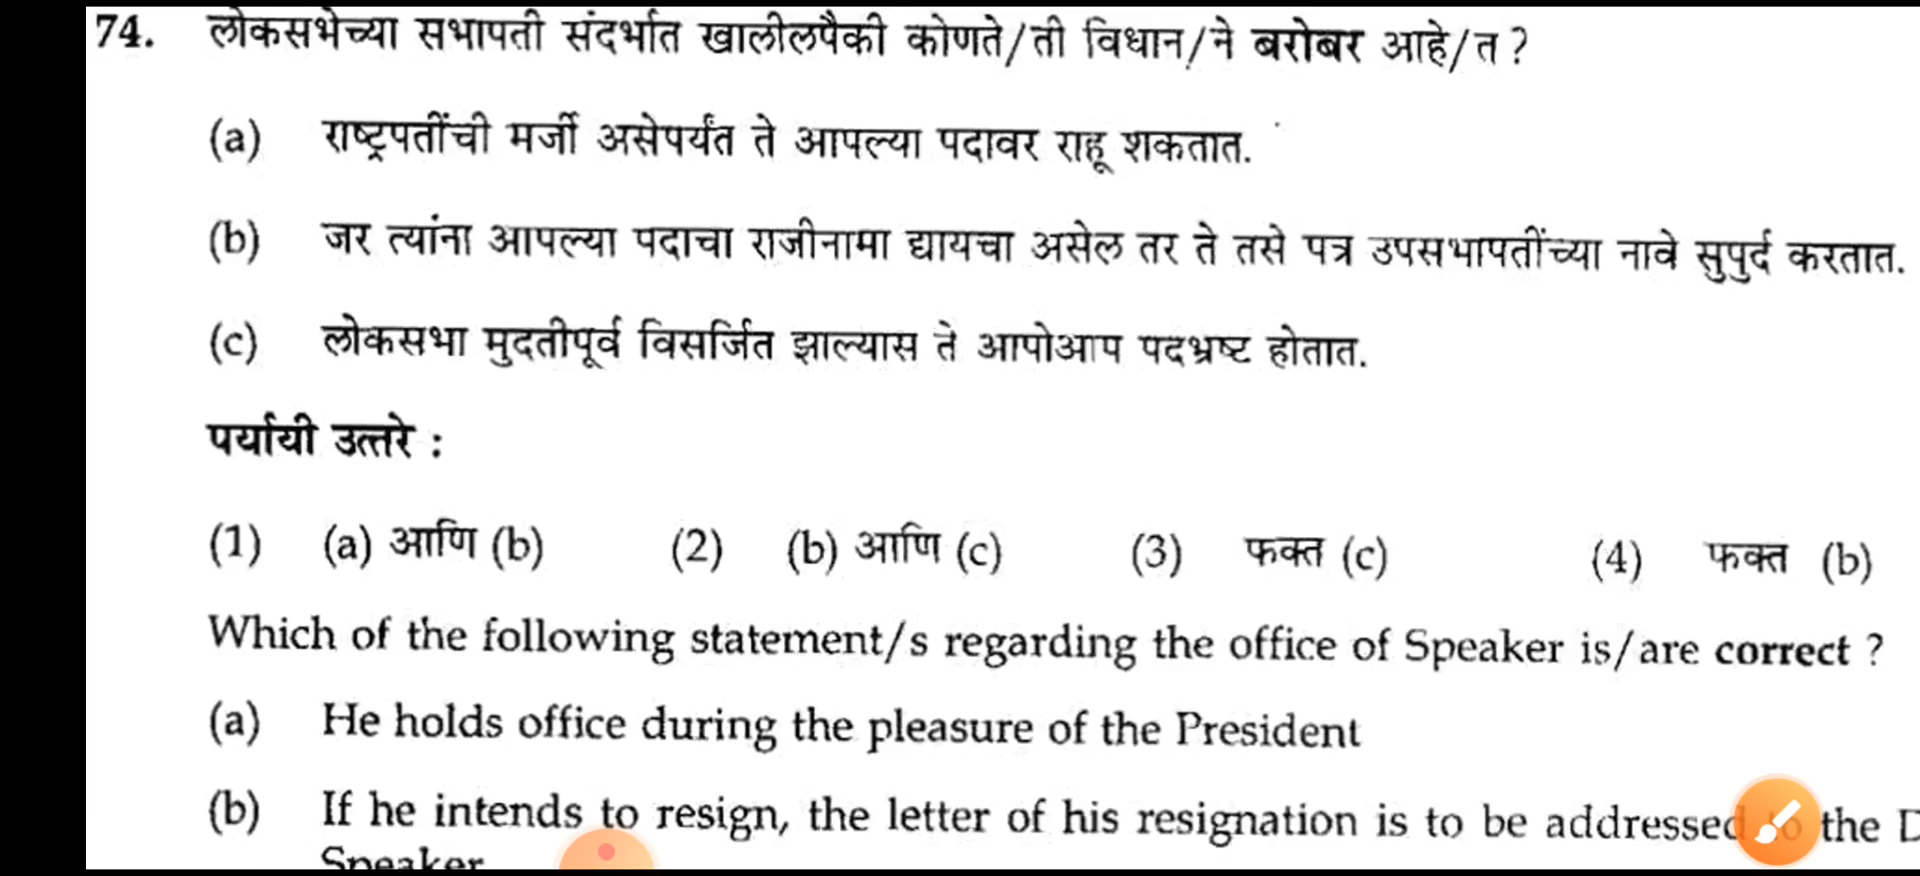 74. लोकसभेच्या सभापती संदर्भात खालीलपैकी कोणते/ती विधान/ने बरोबर आहे/त ?
(a) राष्ट्रपतींची मर्जी असेपर्यंत ते आपल्या पदावर राहू शकतात.
(b) जर त्यांना आपल्या पदाचा राजीनामा द्यायचा असेल तर ते तसे पत्र उपसभापतींच्या नावे सुपुर्द करतात.
(c) लोकसभा मुदतीपूर्व विसर्जित झाल्यास ते आपोआप पदभ्रष्ट होतात.
पर्यायी उत्तरे :
(1) (a) आणि (b) (2) (b) आणि (c) (3) फक्त (c) (4) फक्त (b)
Which of the following statement/s regarding the office of Speaker is/are correct ?
(a) He holds office during the pleasure of the President
(b) If he intends to resign, the letter of his resignation is to be addressed to the
Speaker